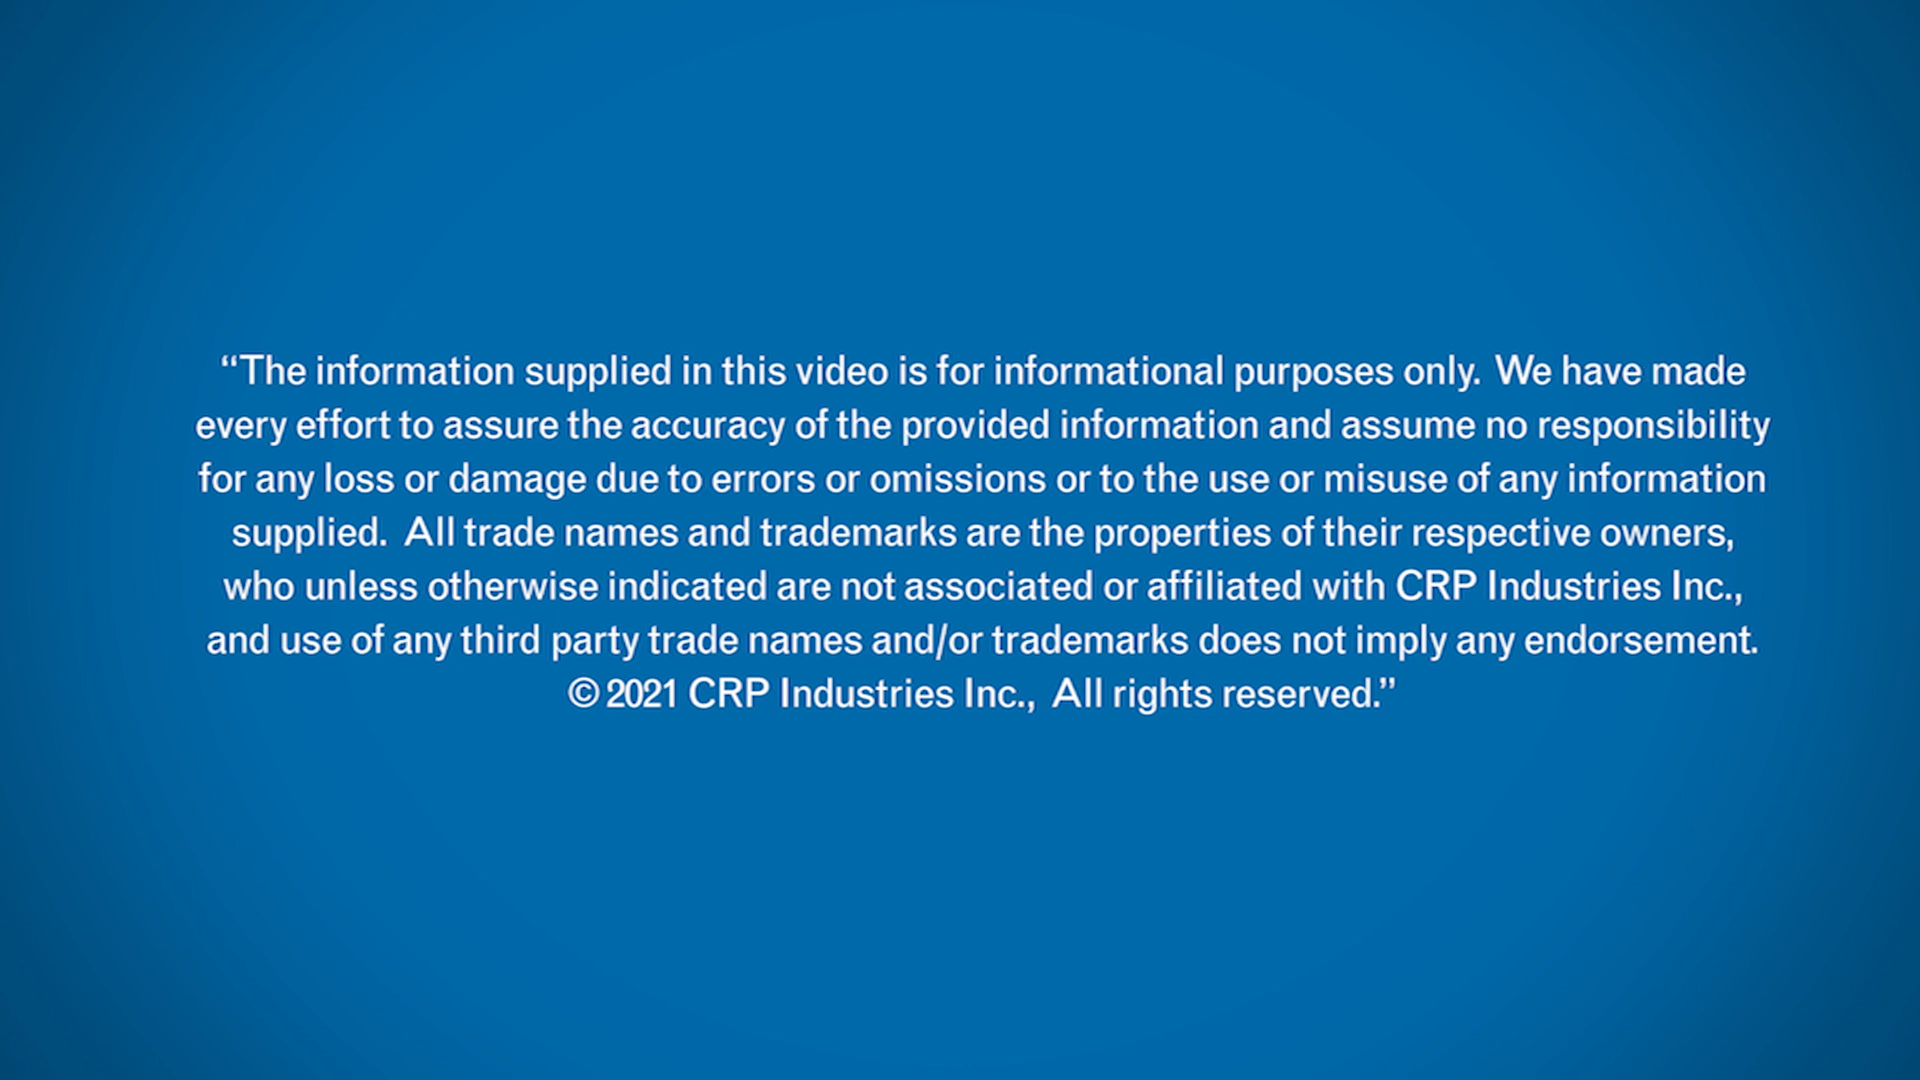 “The information supplied in this video is for informational purposes only.  We have made
every effort to assure the accuracy of the provided information and assume no responsibility
for any loss or damage due to errors or omissions or to the use or misuse of any information
supplied.  All trade names and trademarks are the properties of their respective owners,
who unless otherwise indicated are not associated or affiliated with CRP Industries Inc.,
and use of any third party trade names and/or trademarks does not imply any endorsement.
© 2021 CRP Industries Inc.,  All rights reserved.”